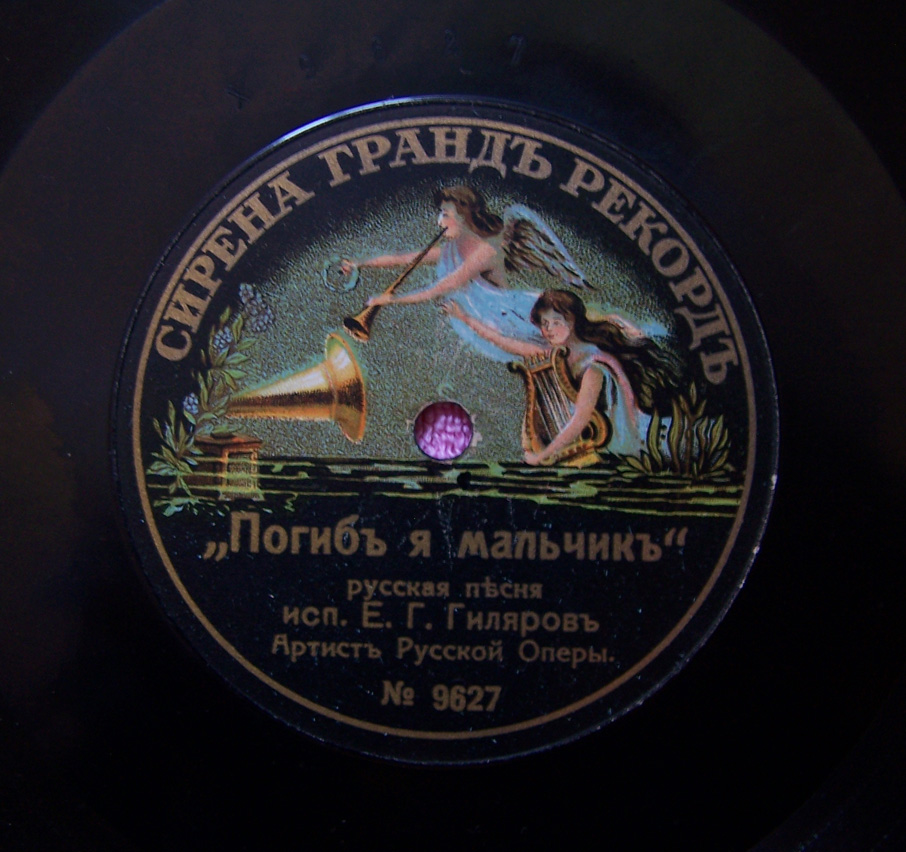 СИРЕНА ГРАНДЪ РЕКОРДЪ
„Погибъ я мальчикъ“
русская пѣсня
исп. Е. Г. Гиляровъ
Артистъ Русской Оперы.
№ 9627